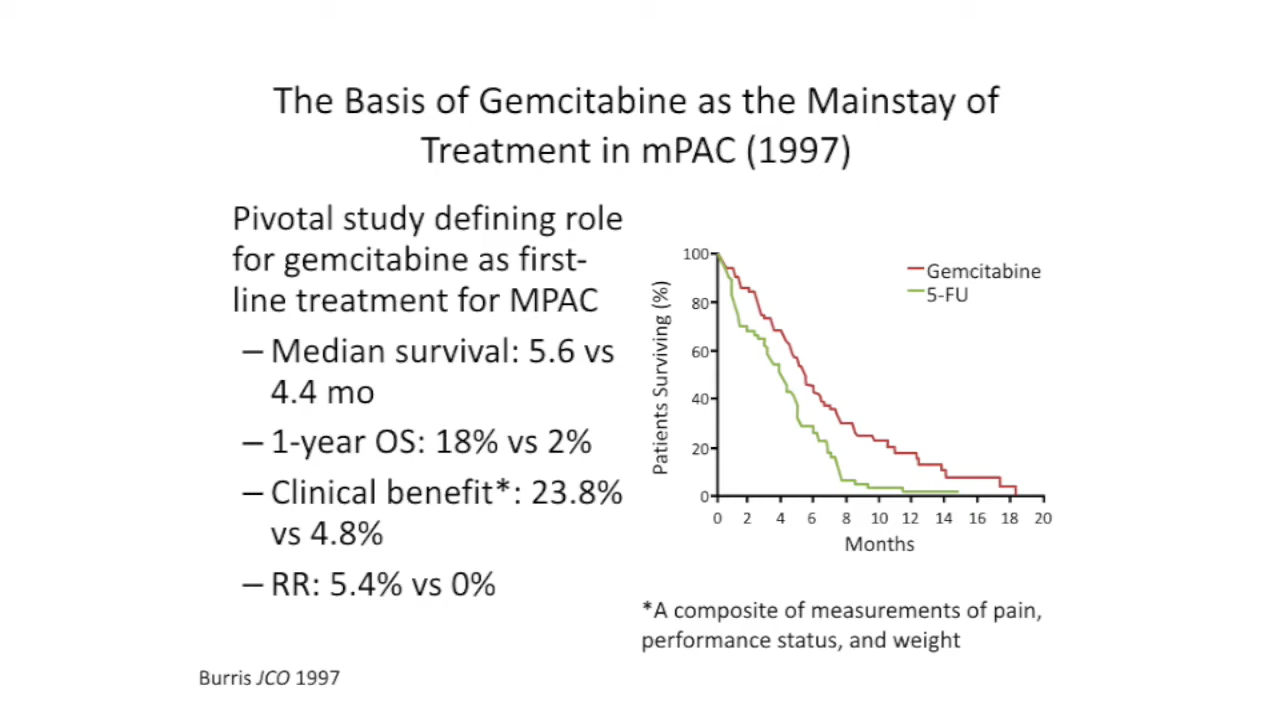 The Basis of Gemcitabine as the Mainstay of
Treatment in mPAC (1997)
Pivotal study defining role
for gemcitabine as first-
line treatment for MPAC
– Median survival: 5.6 vs
4.4 mo
– 1-year OS: 18% vs 2%
– Clinical benefit*: 23.8%
vs 4.8%
– RR: 5.4% vs 0%
Patients Surviving (%)
100
80
60
40
20
0
Gemcitabine
5-FU
0 2 4 6 8 10 12 14 16 18 20
Months
*A composite of measurements of pain,
performance status, and weight
Burris JCO 1997